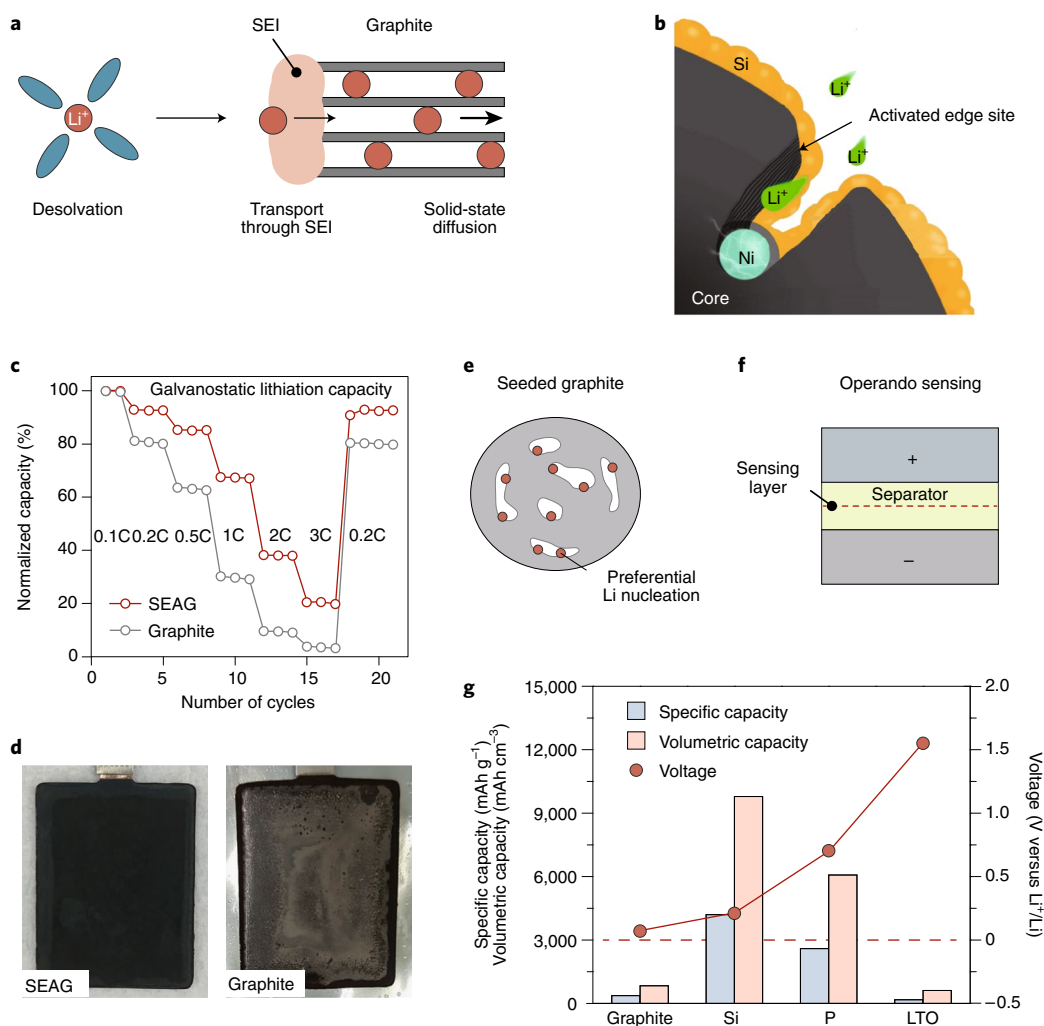 a
SEI
Graphite
Li+
Desolvation
Transport
through SEI
Solid-state
diffusion
b
Si
Li+
Activated edge site
Li+
Li+
Ni
Core
c
Galvanostatic lithiation capacity
Normalized capacity (%)
100
80
60
40
20
0
0.1C 0.2C 0.5C 1C 2C 3C 0.2C
SEAG
Graphite
0 5 10 15 20
Number of cycles
d
SEAG
Graphite
e
Seeded graphite
Preferential
Li nucleation
f
Operando sensing
Sensing
layer
+
Separator
–
g
Specific capacity (mAh g−1)
Volumetric capacity (mAh cm−3)
15,000
12,000
9,000
6,000
3,000
0
Specific capacity
Volumetric capacity
Voltage
2.0
1.5
1.0
0.5
0
−0.5
Voltage (V versus Li+/Li)
Graphite Si P LTO